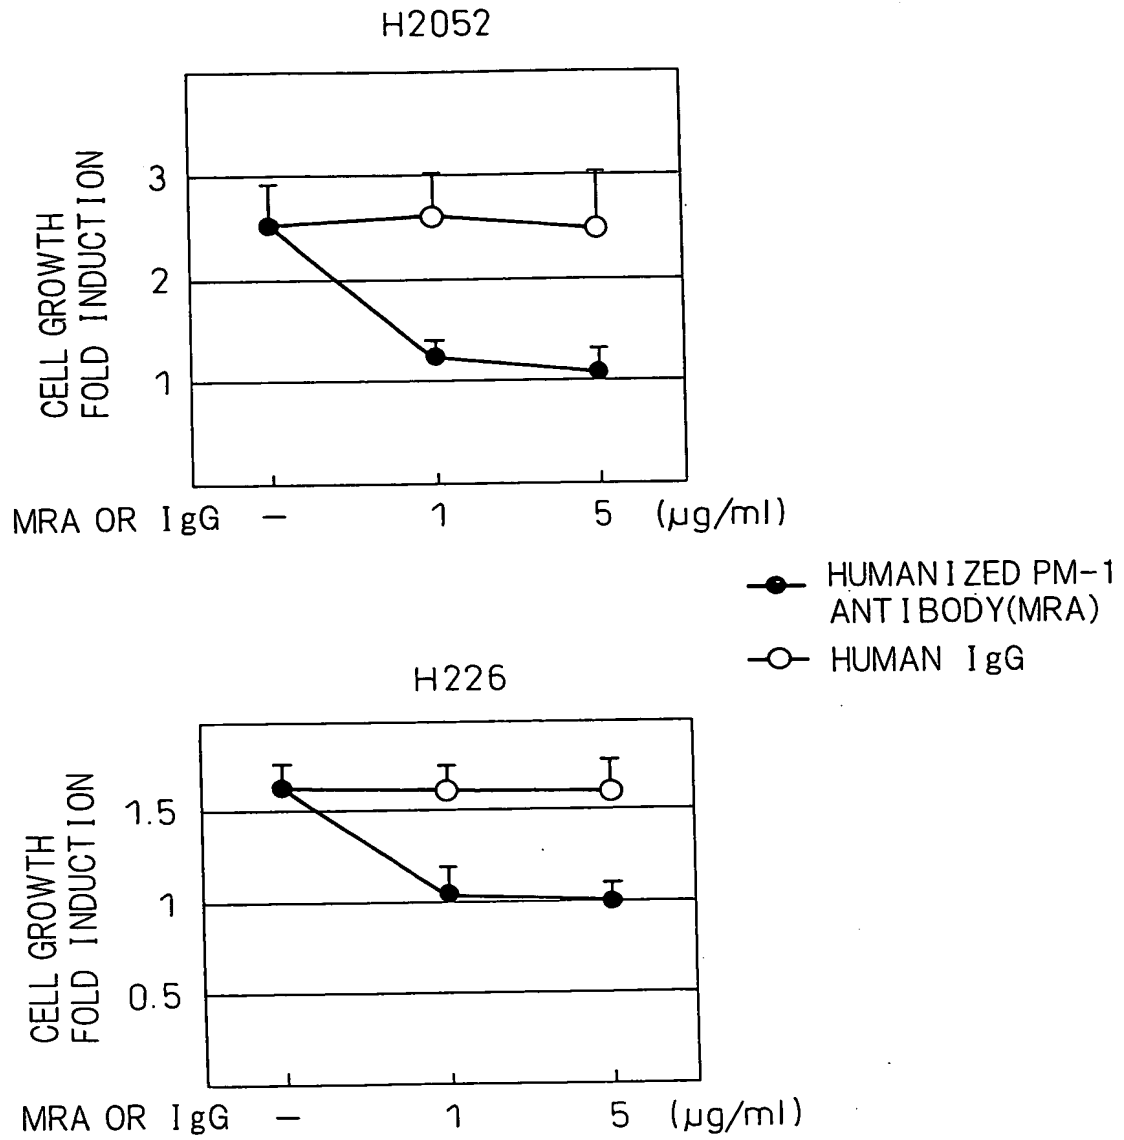 H2052
CELL GROWTH
FOLD INDUCTION
3
2
1
MRA OR IgG – 1 5 (μg/ml)
HUMANIZED PM-1
ANTIBODY(MRA)
HUMAN IgG
H226
CELL GROWTH
FOLD INDUCTION
1.5
1
0.5
MRA OR IgG – 1 5 (μg/ml)